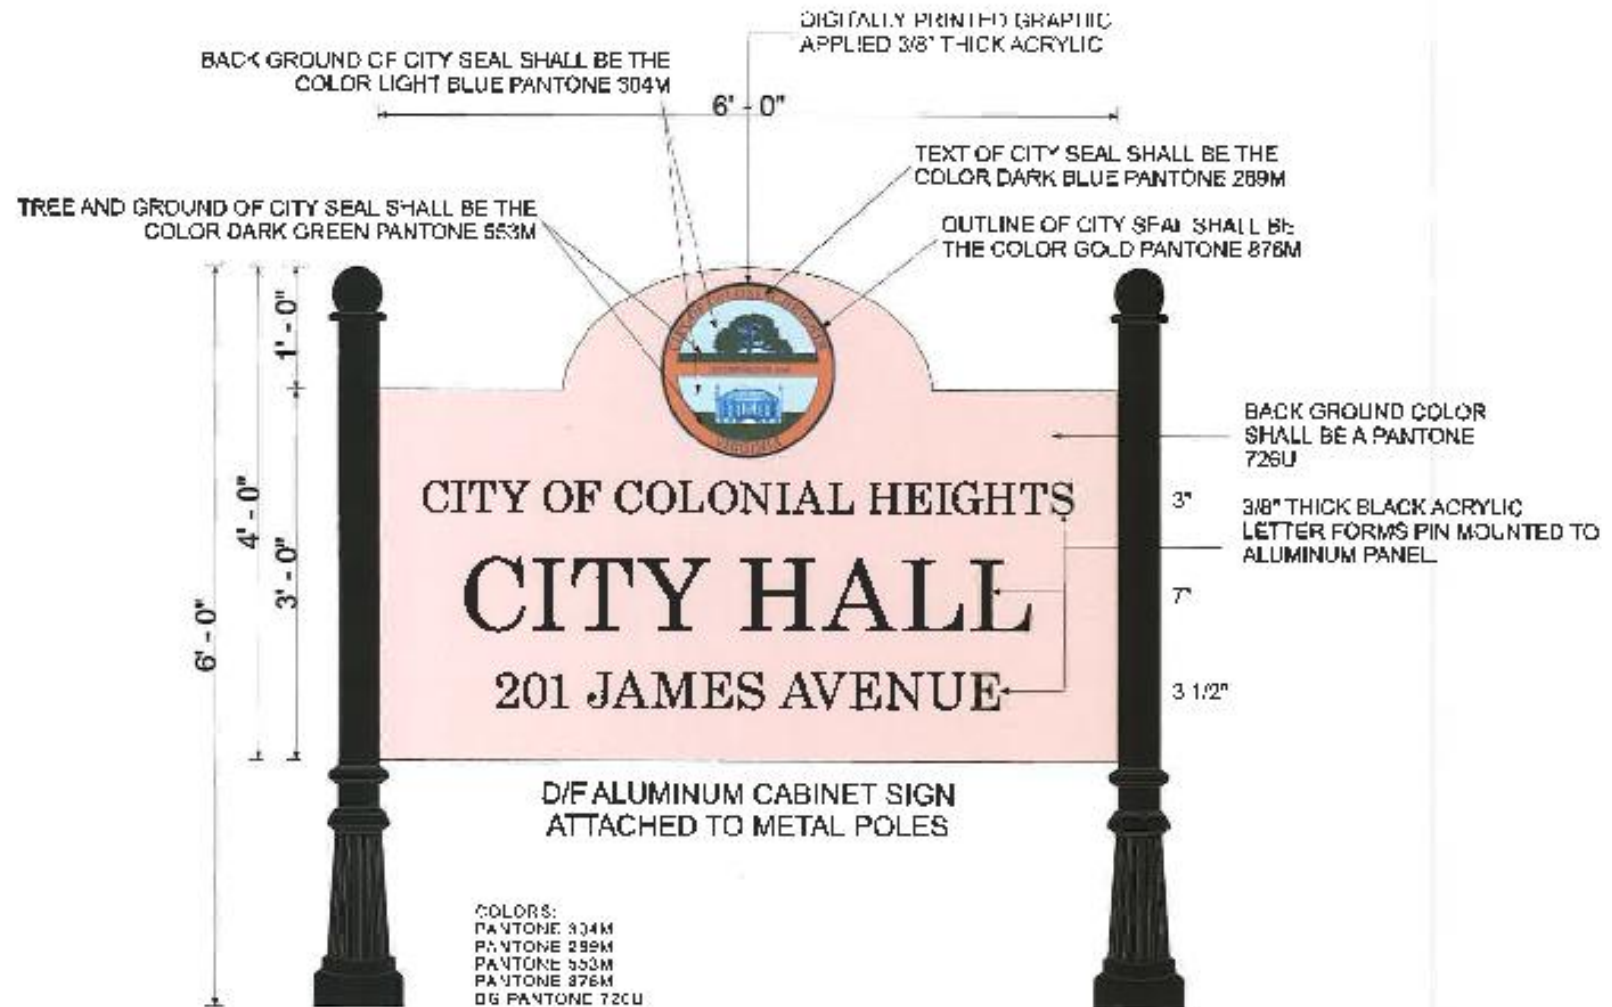 DIGITALLY PRINTED GRAPHIC
APPLIED 3/8" THICK ACRYLIC
BACK GROUND OF CITY SEAL SHALL BE THE
COLOR LIGHT BLUE PANTONE 304M
6' - 0"
TEXT OF CITY SEAL SHALL BE THE
COLOR DARK BLUE PANTONE 289M
TREE AND GROUND OF CITY SEAL SHALL BE THE
COLOR DARK GREEN PANTONE 553M
OUTLINE OF CITY SEAL SHALL BE
THE COLOR GOLD PANTONE 876M
1' - 0"
4' - 0"
3' - 0"
6' - 0"
VIRGINIA
BACK GROUND COLOR
SHALL BE A PANTONE
726U
CITY OF COLONIAL HEIGHTS
3"
3/8" THICK BLACK ACRYLIC
LETTER FORMS PIN MOUNTED TO
ALUMINUM PANEL.
CITY HALL
7"
201 JAMES AVENUE
3 1/2"
D/F ALUMINUM CABINET SIGN
ATTACHED TO METAL POLES
COLORS:
PANTONE 304M
PANTONE 289M
PANTONE 553M
PANTONE 876M
BG PANTONE 726U